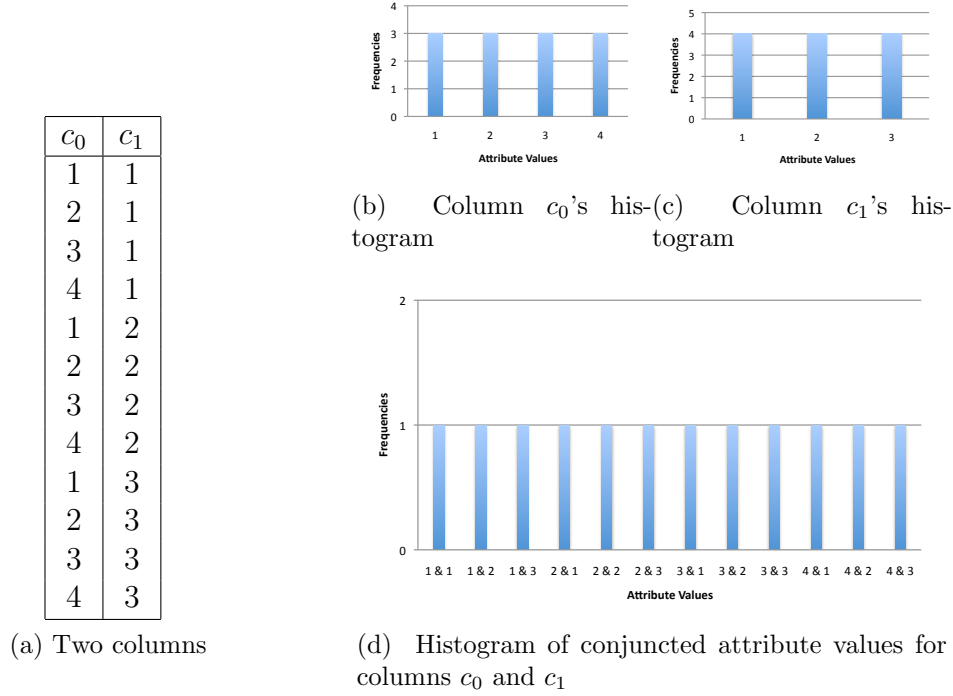 c0 c1
1 1
2 1
3 1
4 1
1 2
2 2
3 2
4 2
1 3
2 3
3 3
4 3
(a) Two columns
4
3
2
1
0
Frequencies
1 2 3 4
Attribute Values
(b) Column c0's his-
togram
5
4
3
2
1
0
Frequencies
1 2 3
Attribute Values
(c) Column c1's his-
togram
2
1
0
Frequencies
1 & 1 1 & 2 1 & 3 2 & 1 2 & 2 2 & 3 3 & 1 3 & 2 3 & 3 4 & 1 4 & 2 4 & 3
Attribute Values
(d) Histogram of conjuncted attribute values for
columns c0 and c1